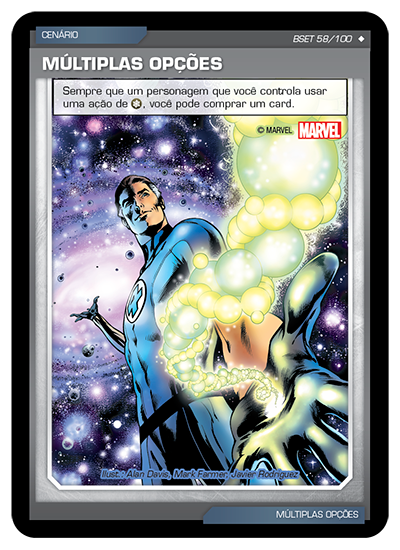 CENÁRIO
BSET 58/100
MÚLTIPLAS OPÇÕES
Sempre que um personagem que você controla usar
uma ação de , você pode comprar um card.
© MARVEL MARVEL
Ilust.: Alan Davis, Mark Farmer, Javier Rodriguez
MÚLTIPLAS OPÇÕES